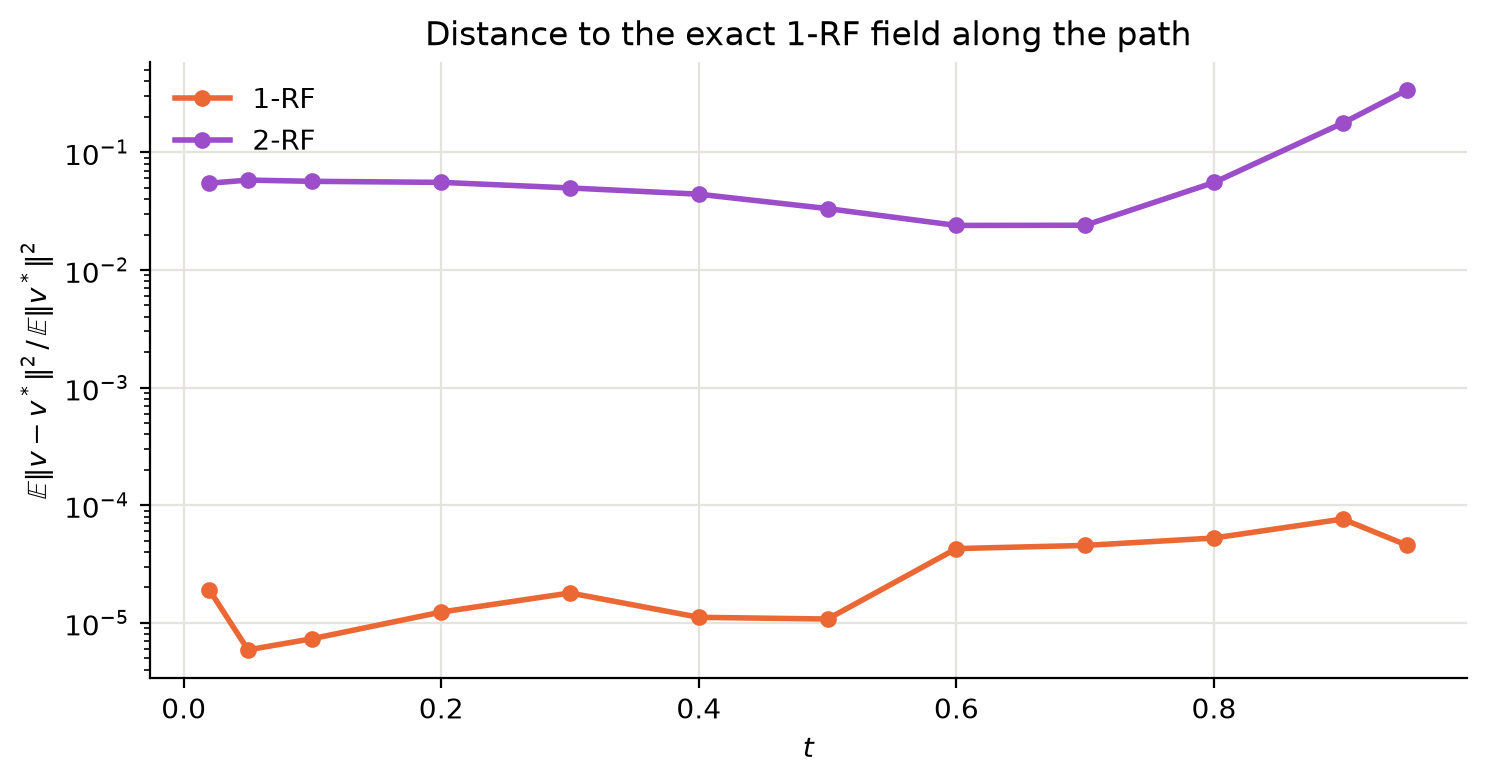 Distance to the exact 1-RF field along the path
1-RF
2-RF
𝔼‖v − v*‖² / 𝔼‖v*‖²
10⁻¹
10⁻²
10⁻³
10⁻⁴
10⁻⁵
0.0 0.2 0.4 0.6 0.8
t